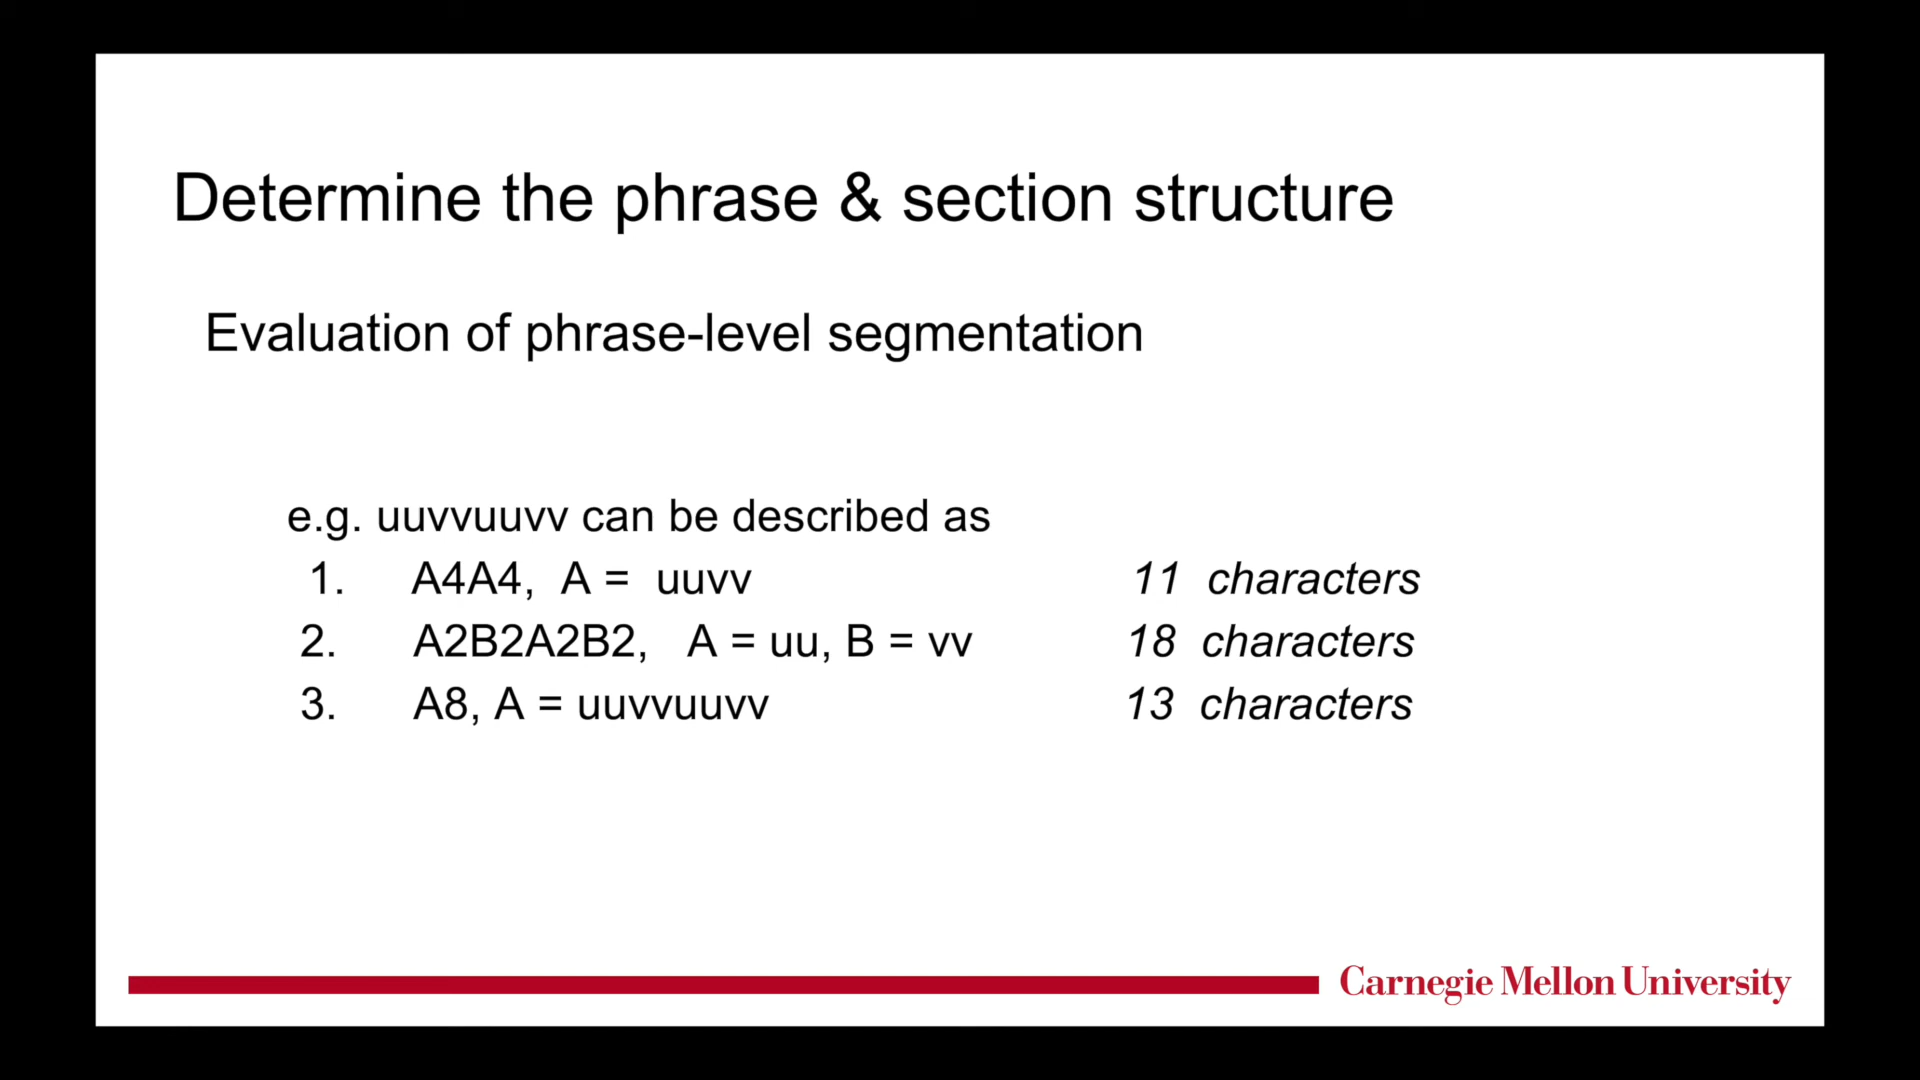 Determine the phrase & section structure
Evaluation of phrase-level segmentation
e.g. uuvvuuvv can be described as
1. A4A4, A = uuvv 11 characters
2. A2B2A2B2, A = uu, B = vv 18 characters
3. A8, A = uuvvuuvv 13 characters
Carnegie Mellon University